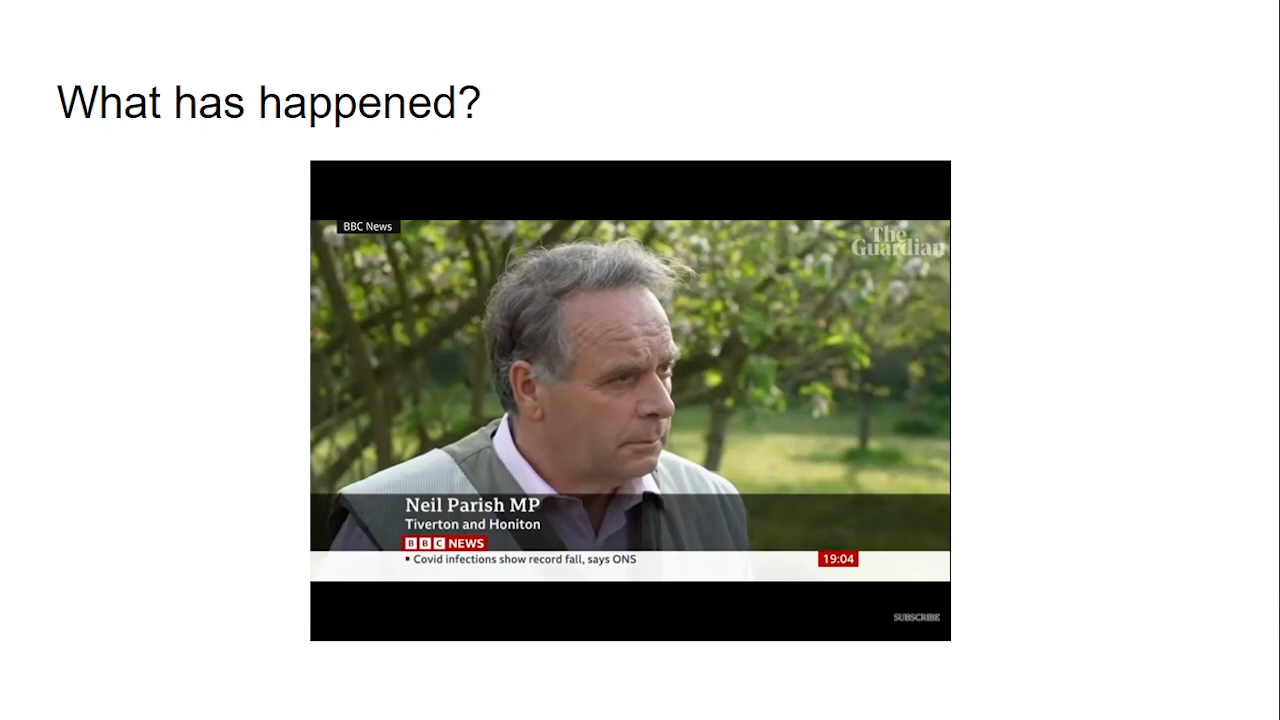 What has happened?
BBC News
The
Guardian
Neil Parish MP
Tiverton and Honiton
BBC NEWS
Covid infections show record fall, says ONS
19:04
SUBSCRIBE